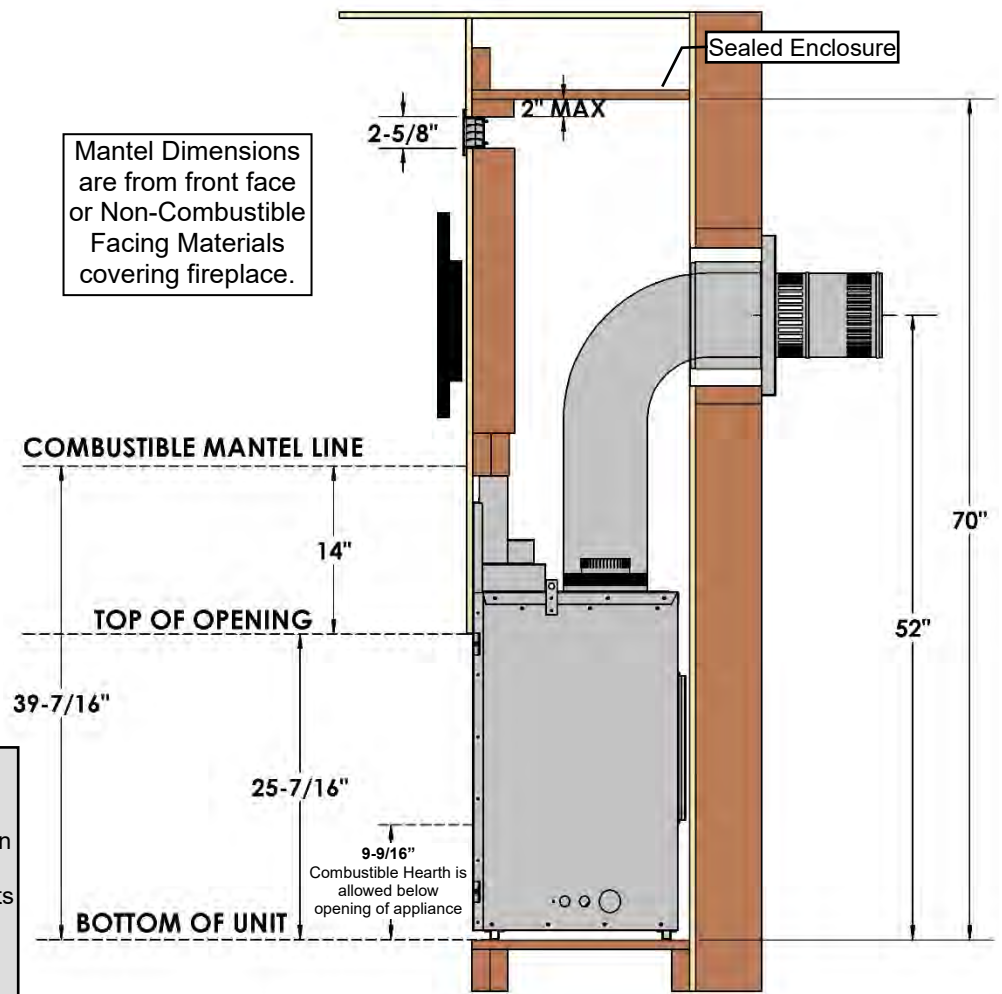 Sealed Enclosure
2" MAX
2-5/8"
Mantel Dimensions
are from front face
or Non-Combustible
Facing Materials
covering fireplace.
COMBUSTIBLE MANTEL LINE
70"
14"
TOP OF OPENING
52"
39-7/16"
25-7/16"
n
9-9/16”
Combustible Hearth is
allowed below
opening of appliance
ts
BOTTOM OF UNIT